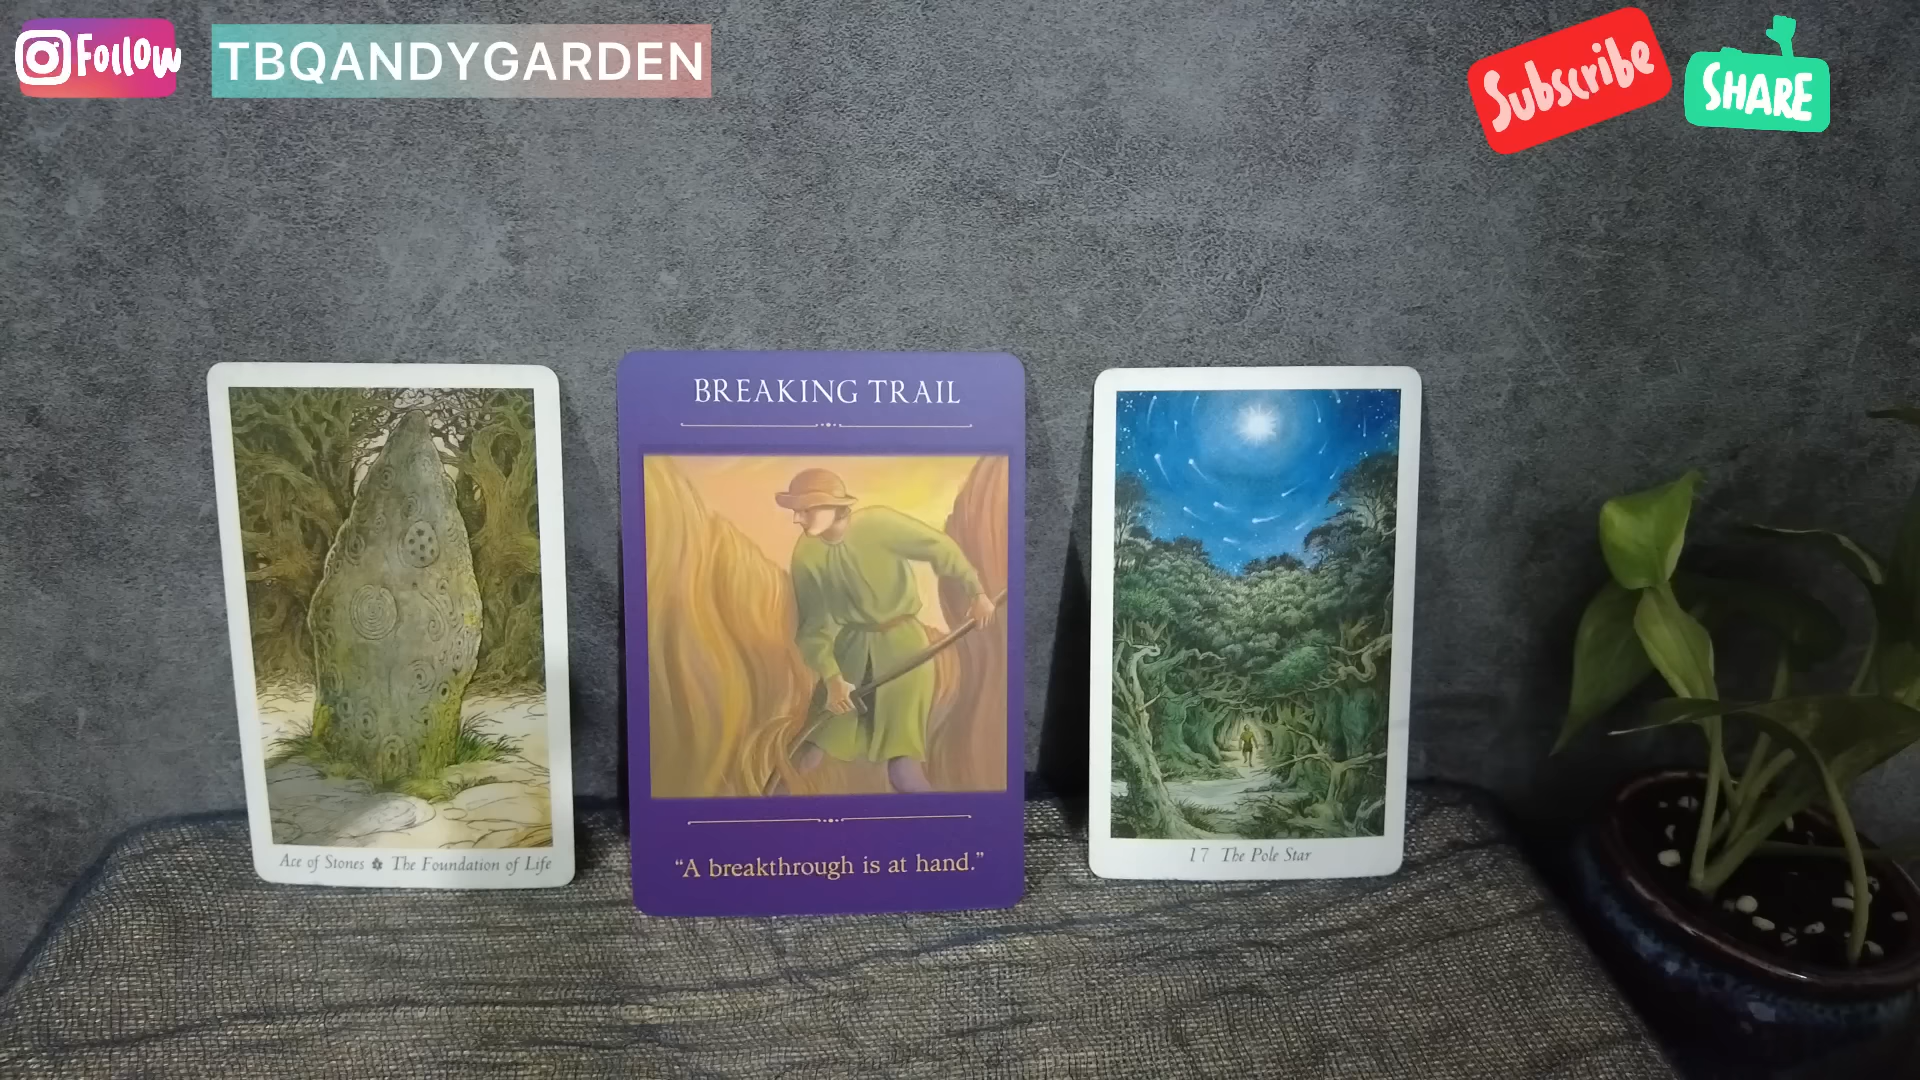 Follow
TBQANDYGARDEN
Subscribe
SHARE
Ace of Stones ✽ The Foundation of Life
BREAKING TRAIL
“A breakthrough is at hand.”
17 The Pole Star